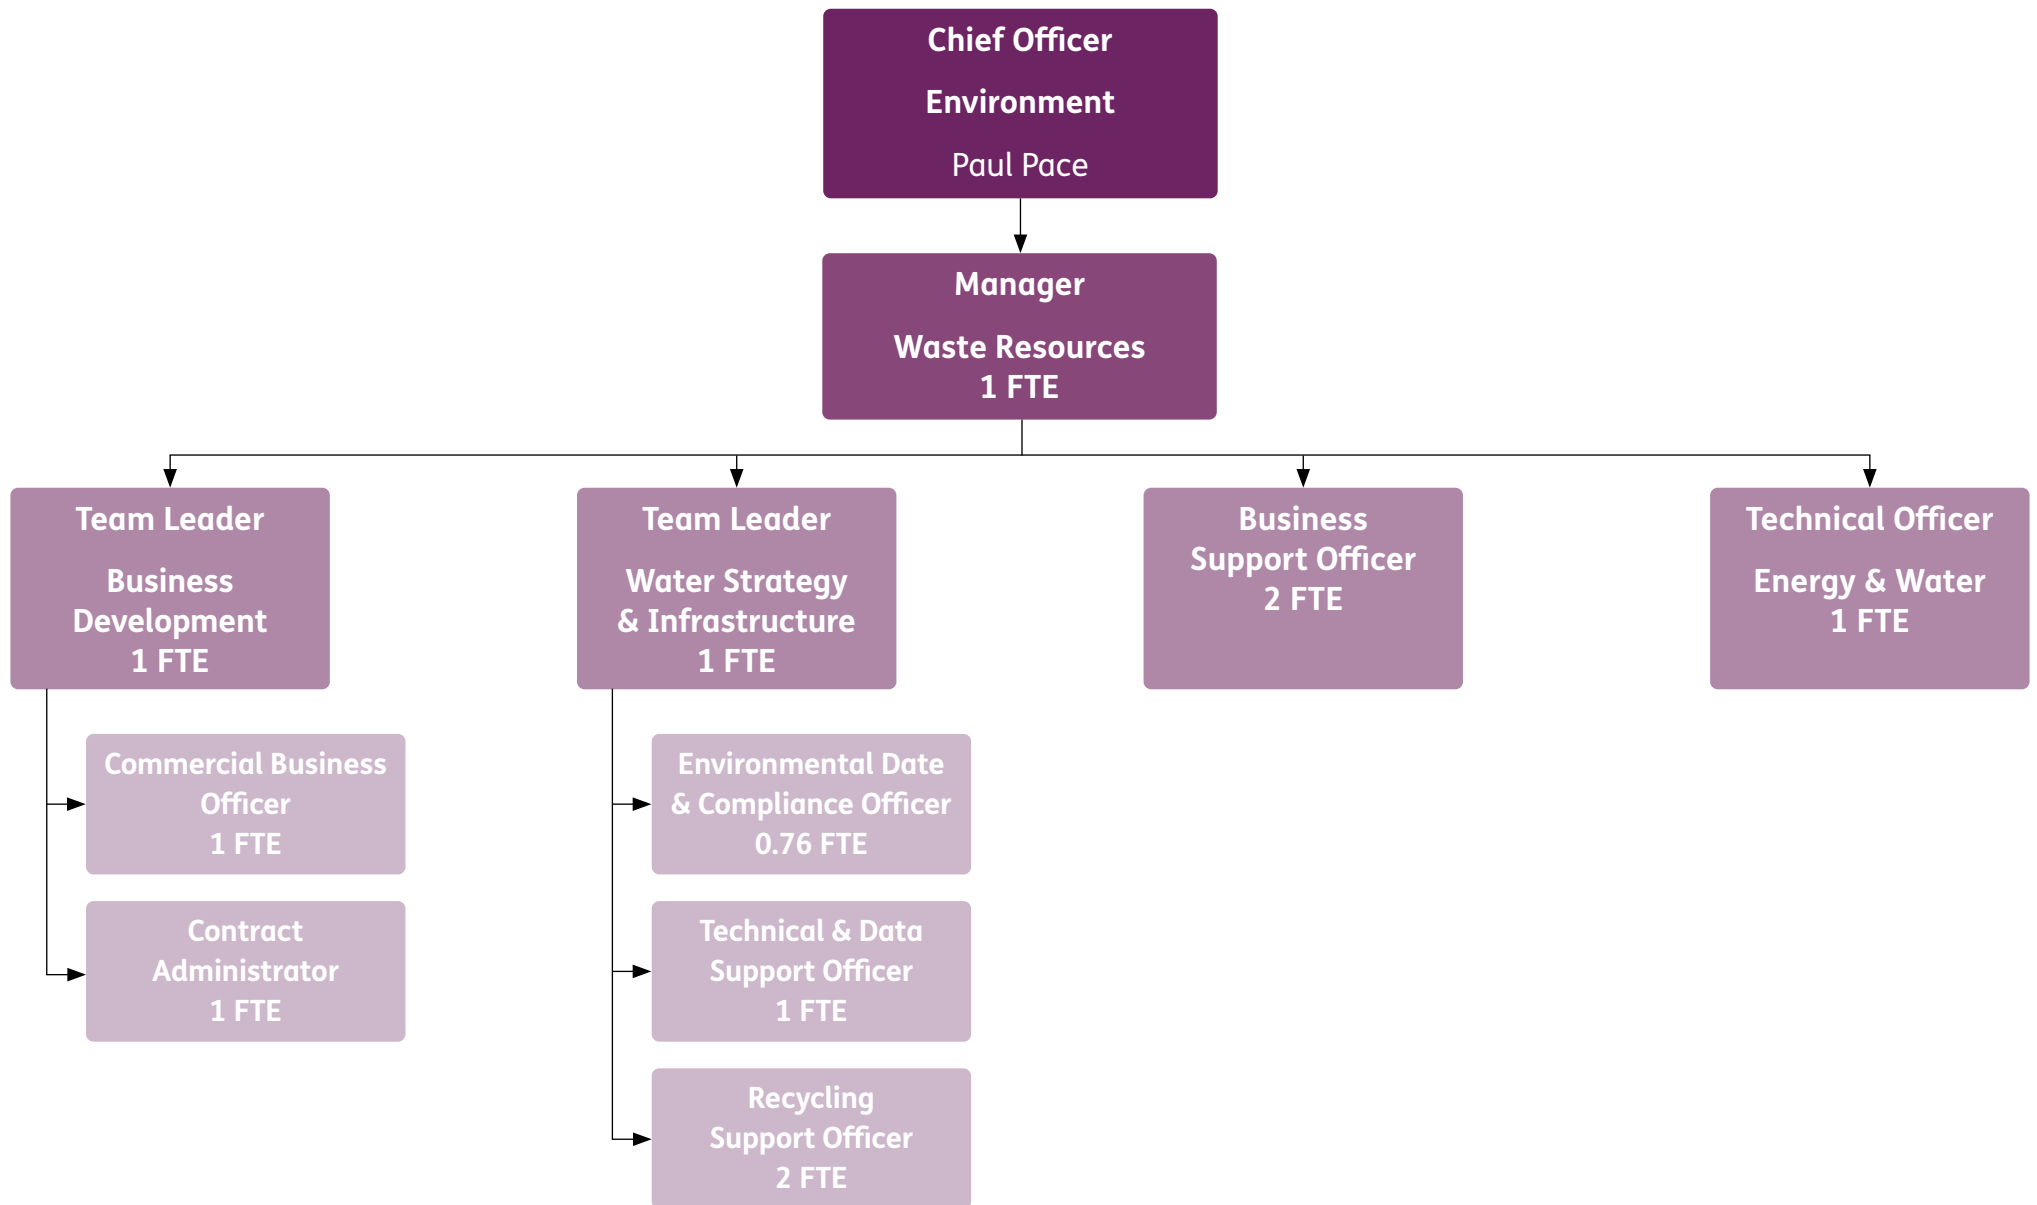 Chief Officer
Environment
Paul Pace
Manager
Waste Resources
1 FTE
Team Leader
Business
Development
1 FTE
Commercial Business
Officer
1 FTE
Contract
Administrator
1 FTE
Team Leader
Water Strategy
& Infrastructure
1 FTE
Environmental Date
& Compliance Officer
0.76 FTE
Technical & Data
Support Officer
1 FTE
Recycling
Support Officer
2 FTE
Business
Support Officer
2 FTE
Technical Officer
Energy & Water
1 FTE